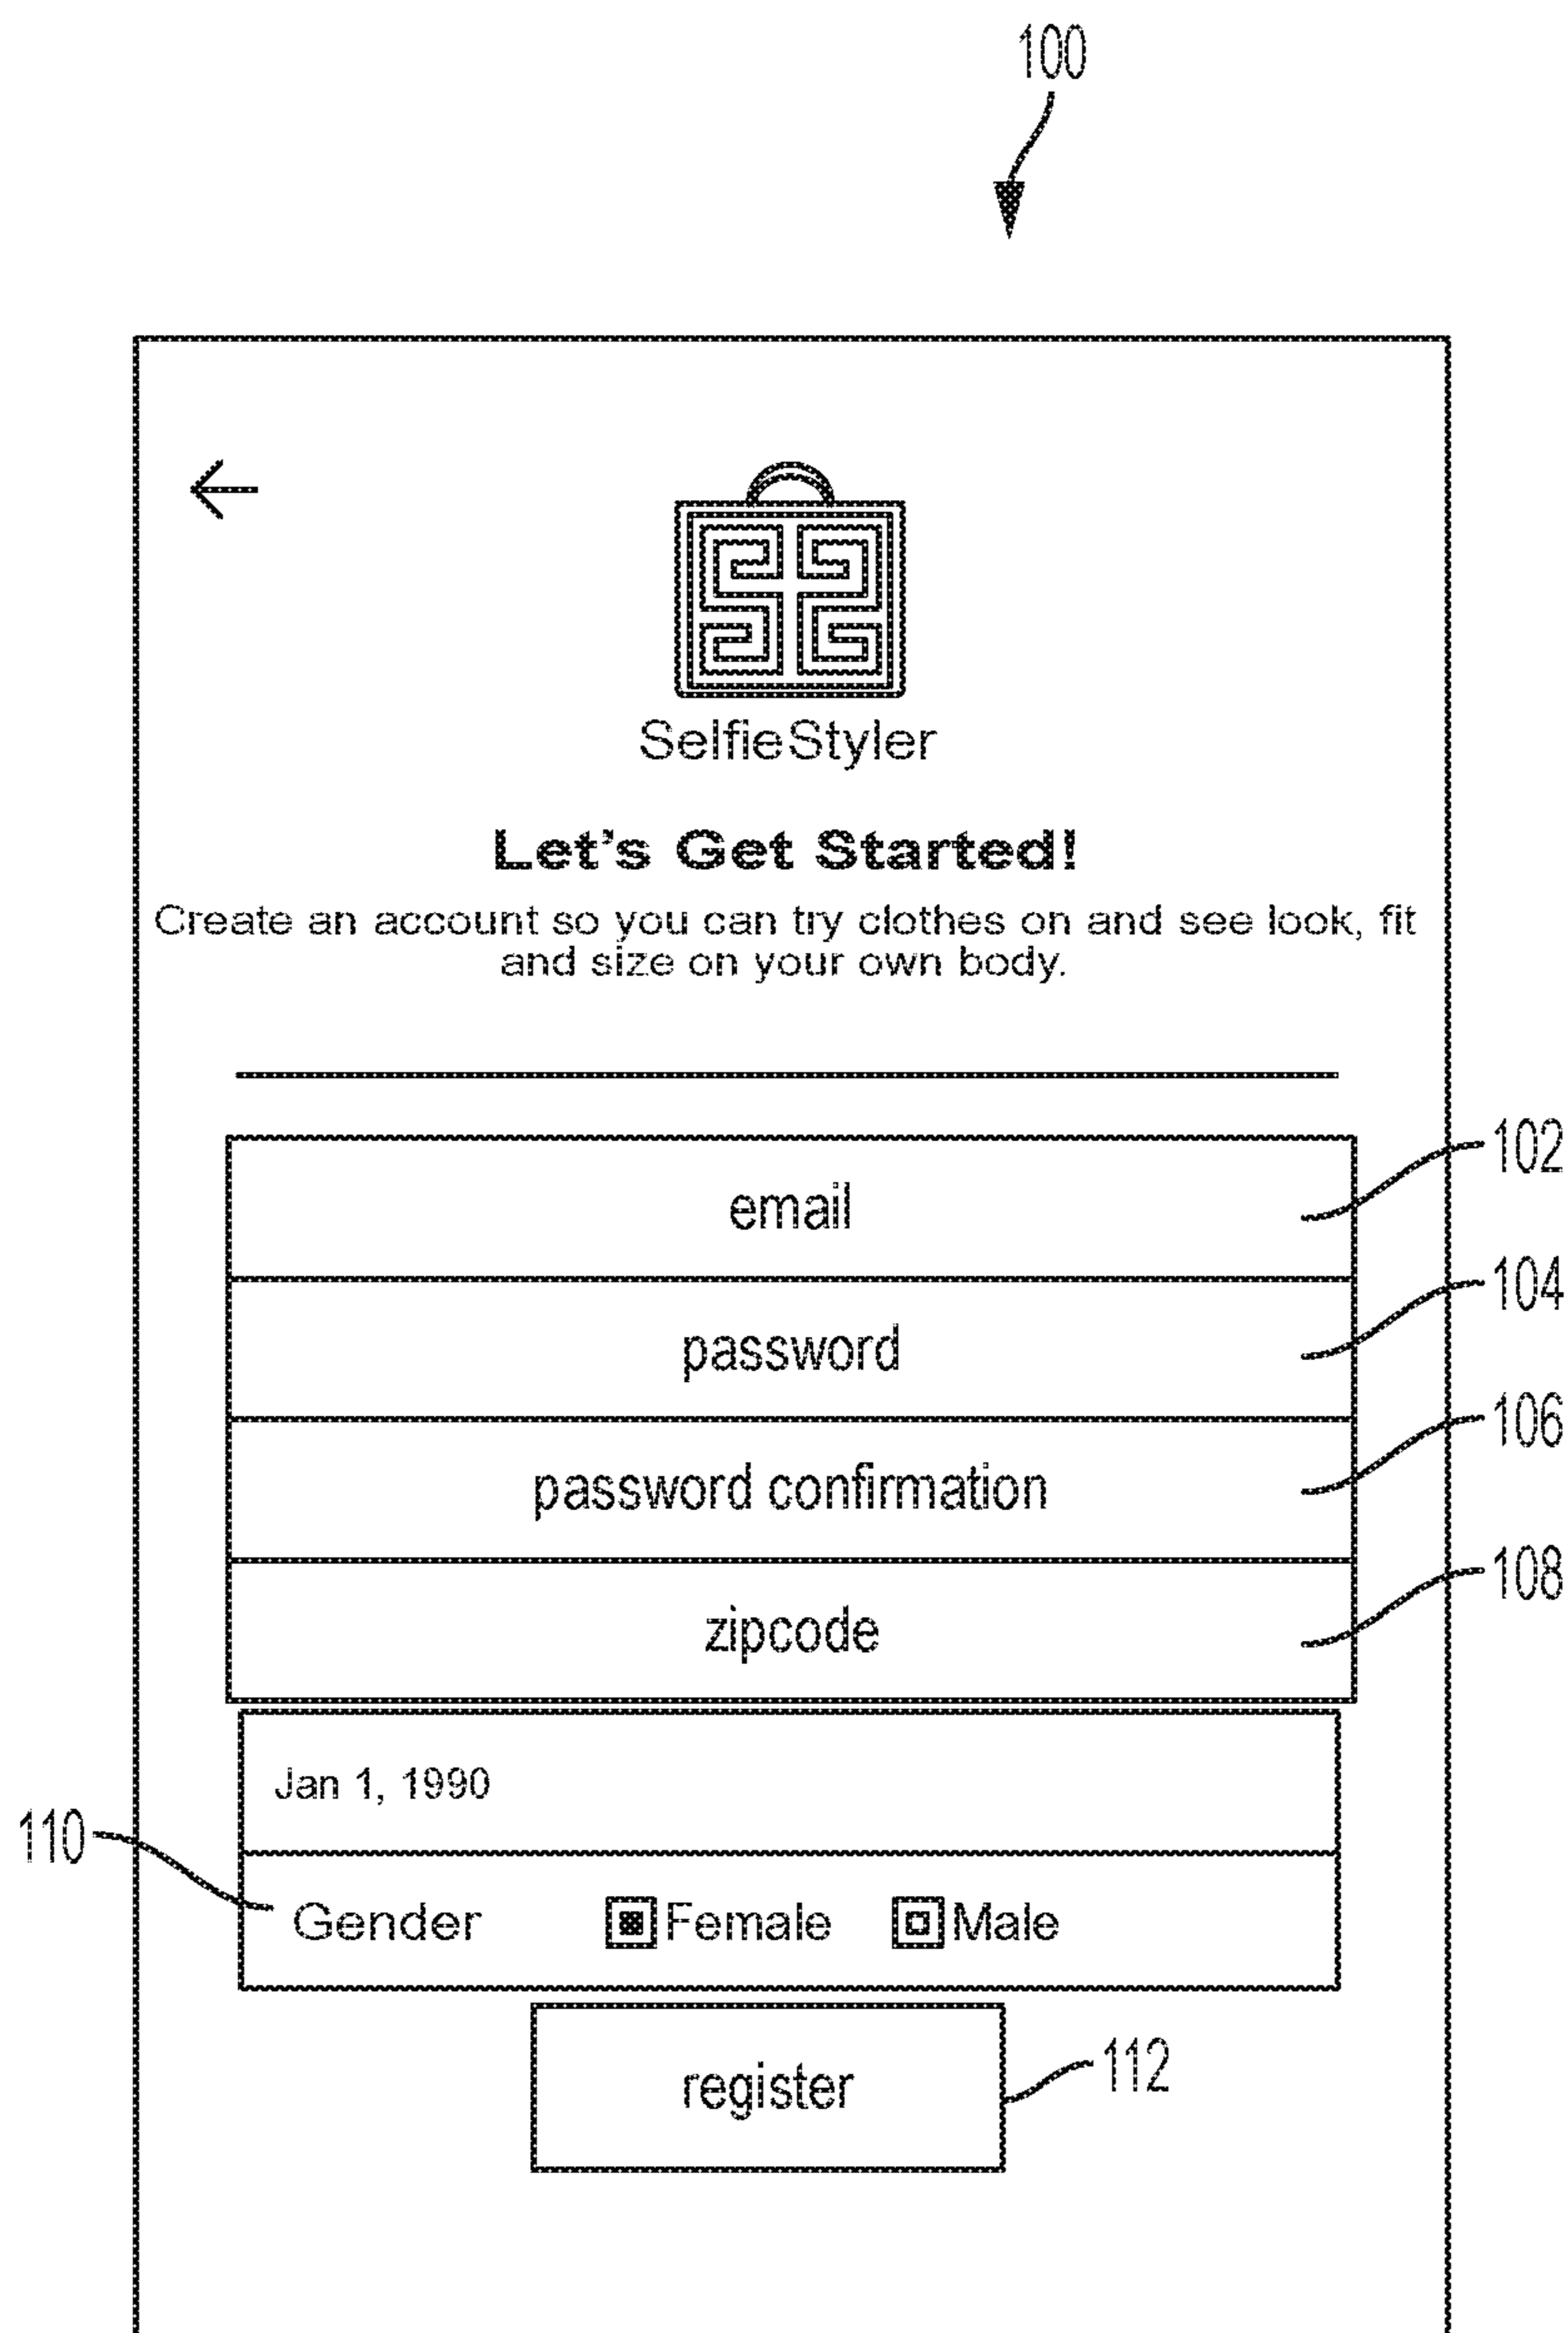 100
SelfieStyler
Let's Get Started!
Create an account so you can try clothes on and see look, fit
and size on your own body.
102
email
104
password
106
password confirmation
108
zipcode
Jan 1, 1990
110
Gender Female Male
register
112